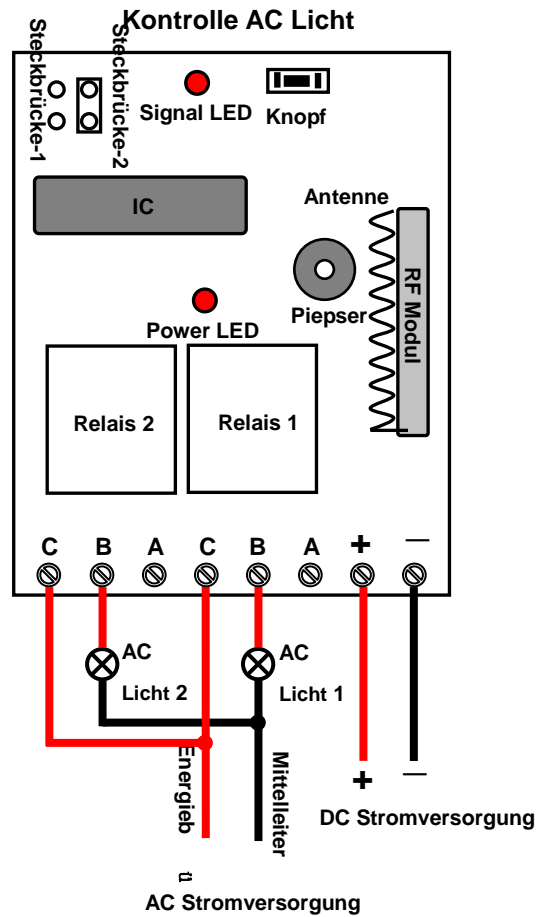 Kontrolle AC Licht
Steckbrücke-1
Steckbrücke-2
Signal LED
Knopf
IC
Antenne
Piepser
RF Modul
Power LED
Relais 2
Relais 1
C B A C B A + —
AC
Licht 2
AC
Licht 1
Energieb
Mittelleiter
+ —
DC Stromversorgung
AC Stromversorgung